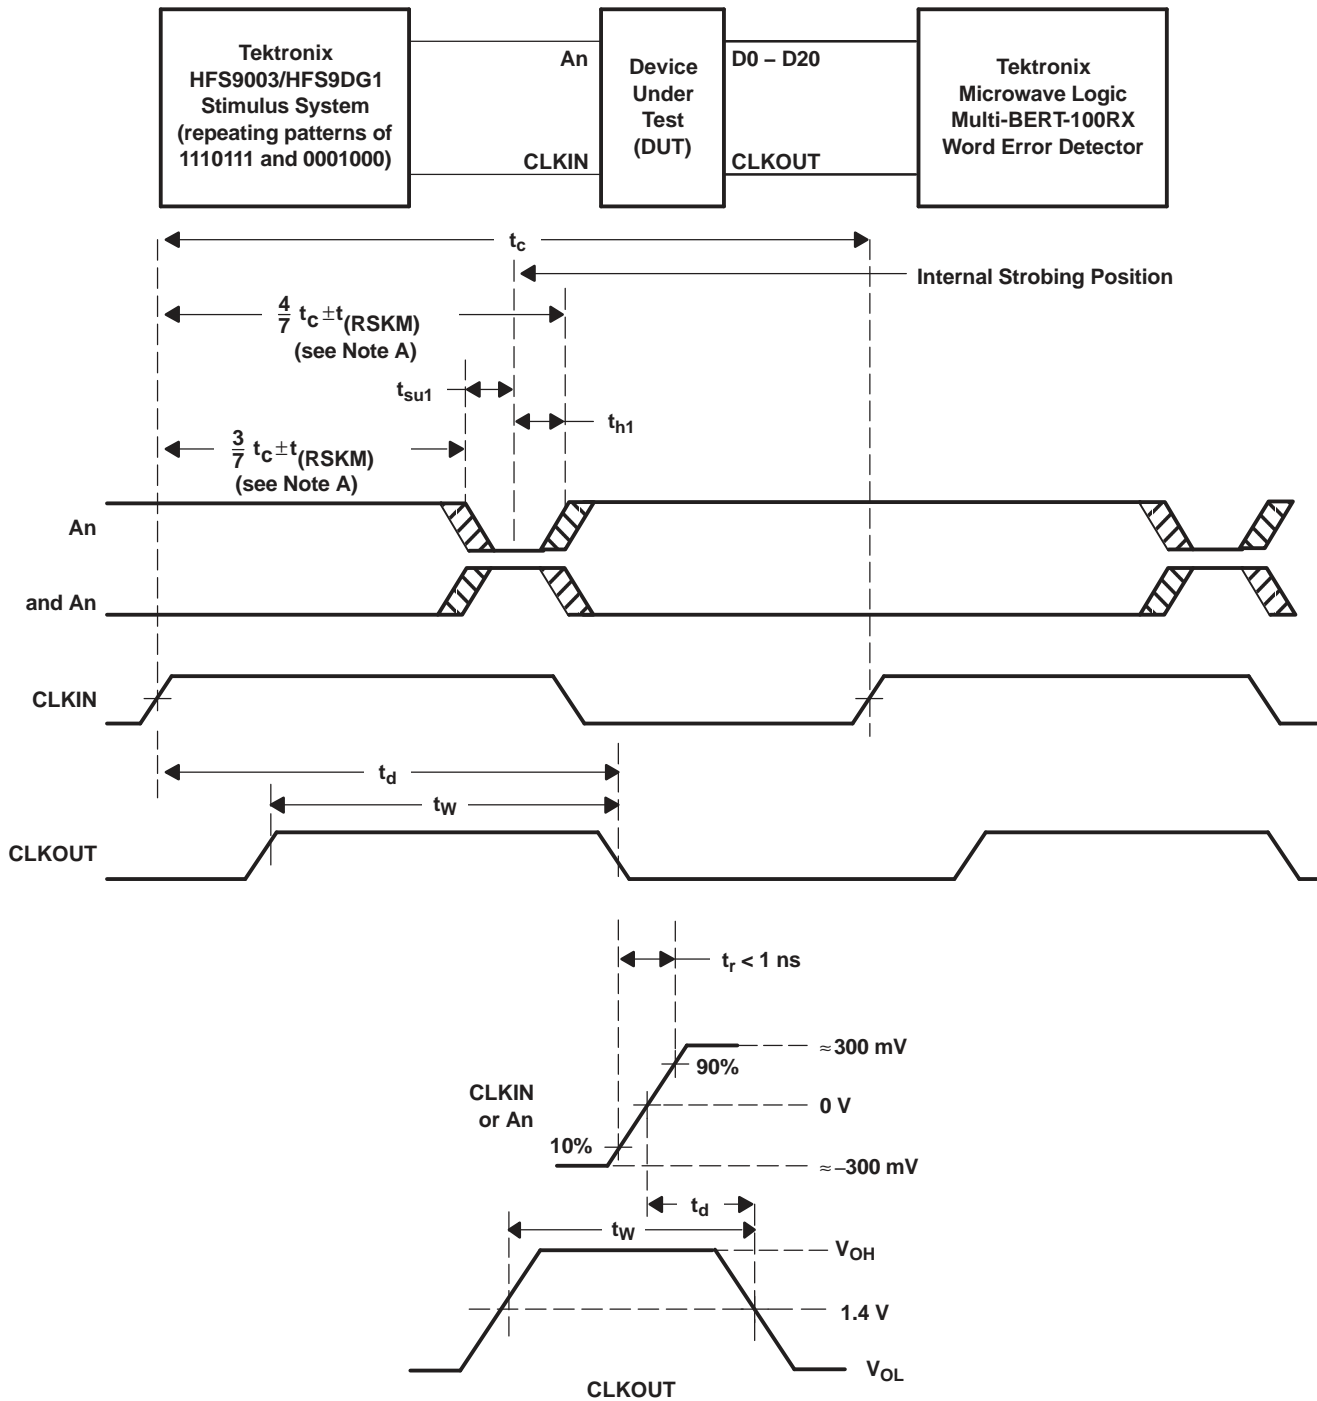 Tektronix
HFS9003/HFS9DG1
Stimulus System
(repeating patterns of
1110111 and 0001000)
An
CLKIN
Device
Under
Test
(DUT)
D0 – D20
CLKOUT
Tektronix
Microwave Logic
Multi-BERT-100RX
Word Error Detector
tc
Internal Strobing Position
4/7 tc ±t(RSKM)
(see Note A)
tsu1
th1
3/7 tc ±t(RSKM)
(see Note A)
An
and An
CLKIN
td
tW
CLKOUT
tr < 1 ns
≈300 mV
90%
CLKIN
or An
0 V
10%
≈–300 mV
td
tW
VOH
1.4 V
VOL
CLKOUT